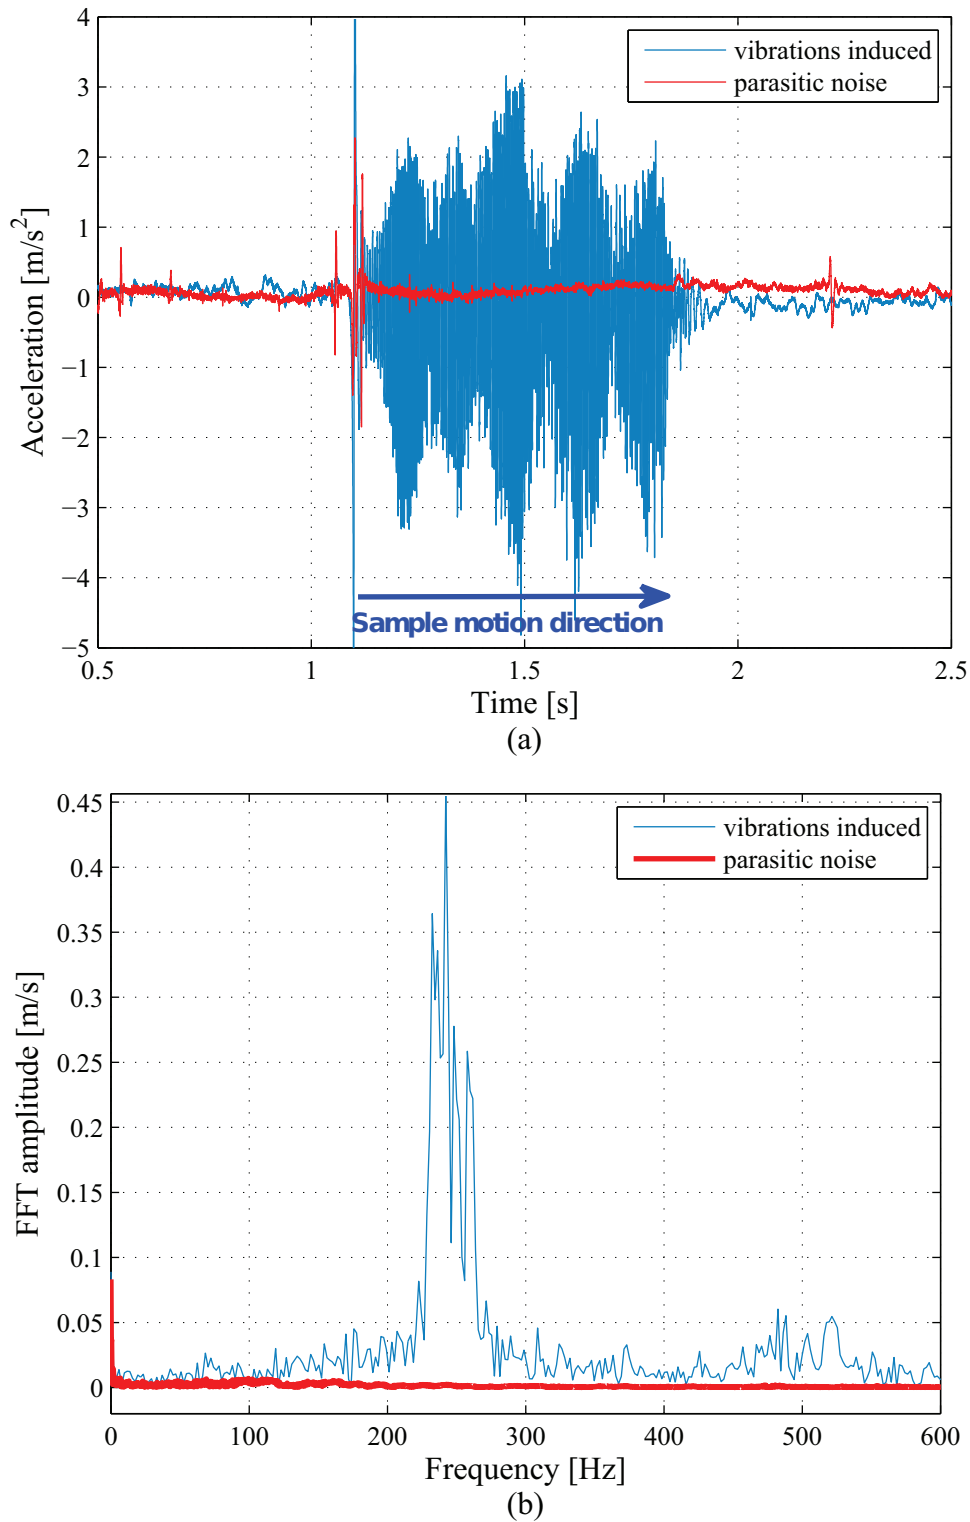 4
3
2
1
0
−1
−2
−3
−4
−5
Acceleration [m/s²]
vibrations induced
parasitic noise
Sample motion direction
0.5 1 1.5 2 2.5
Time [s]
(a)
0.45
0.4
0.35
0.3
0.25
0.2
0.15
0.1
0.05
0
FFT amplitude [m/s]
vibrations induced
parasitic noise
0 100 200 300 400 500 600
Frequency [Hz]
(b)